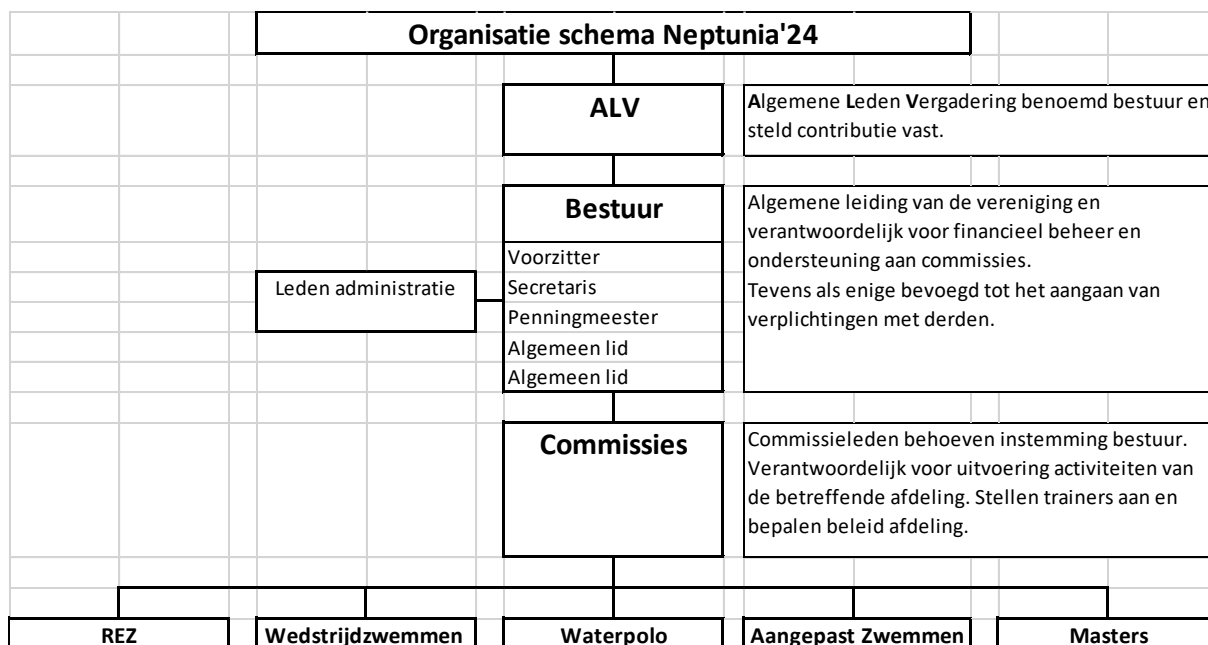 Organisatie schema Neptunia'24
ALV
Algemene Leden Vergadering benoemd bestuur en
steld contributie vast.
Bestuur
Voorzitter
Secretaris
Penningmeester
Algemeen lid
Algemeen lid
Leden administratie
Algemene leiding van de vereniging en
verantwoordelijk voor financieel beheer en
ondersteuning aan commissies.
Tevens als enige bevoegd tot het aangaan van
verplichtingen met derden.
Commissies
Commissieleden behoeven instemming bestuur.
Verantwoordelijk voor uitvoering activiteiten van
de betreffende afdeling. Stellen trainers aan en
bepalen beleid afdeling.
REZ
Wedstrijdzwemmen
Waterpolo
Aangepast Zwemmen
Masters